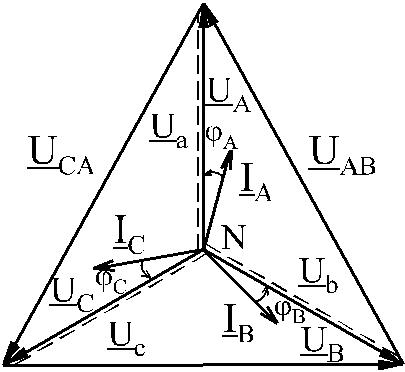 U_A
U_a
φ_A
U_CA
U_AB
I_A
I_C
N
φ_C
U_C
U_b
φ_B
I_B
U_B
U_c